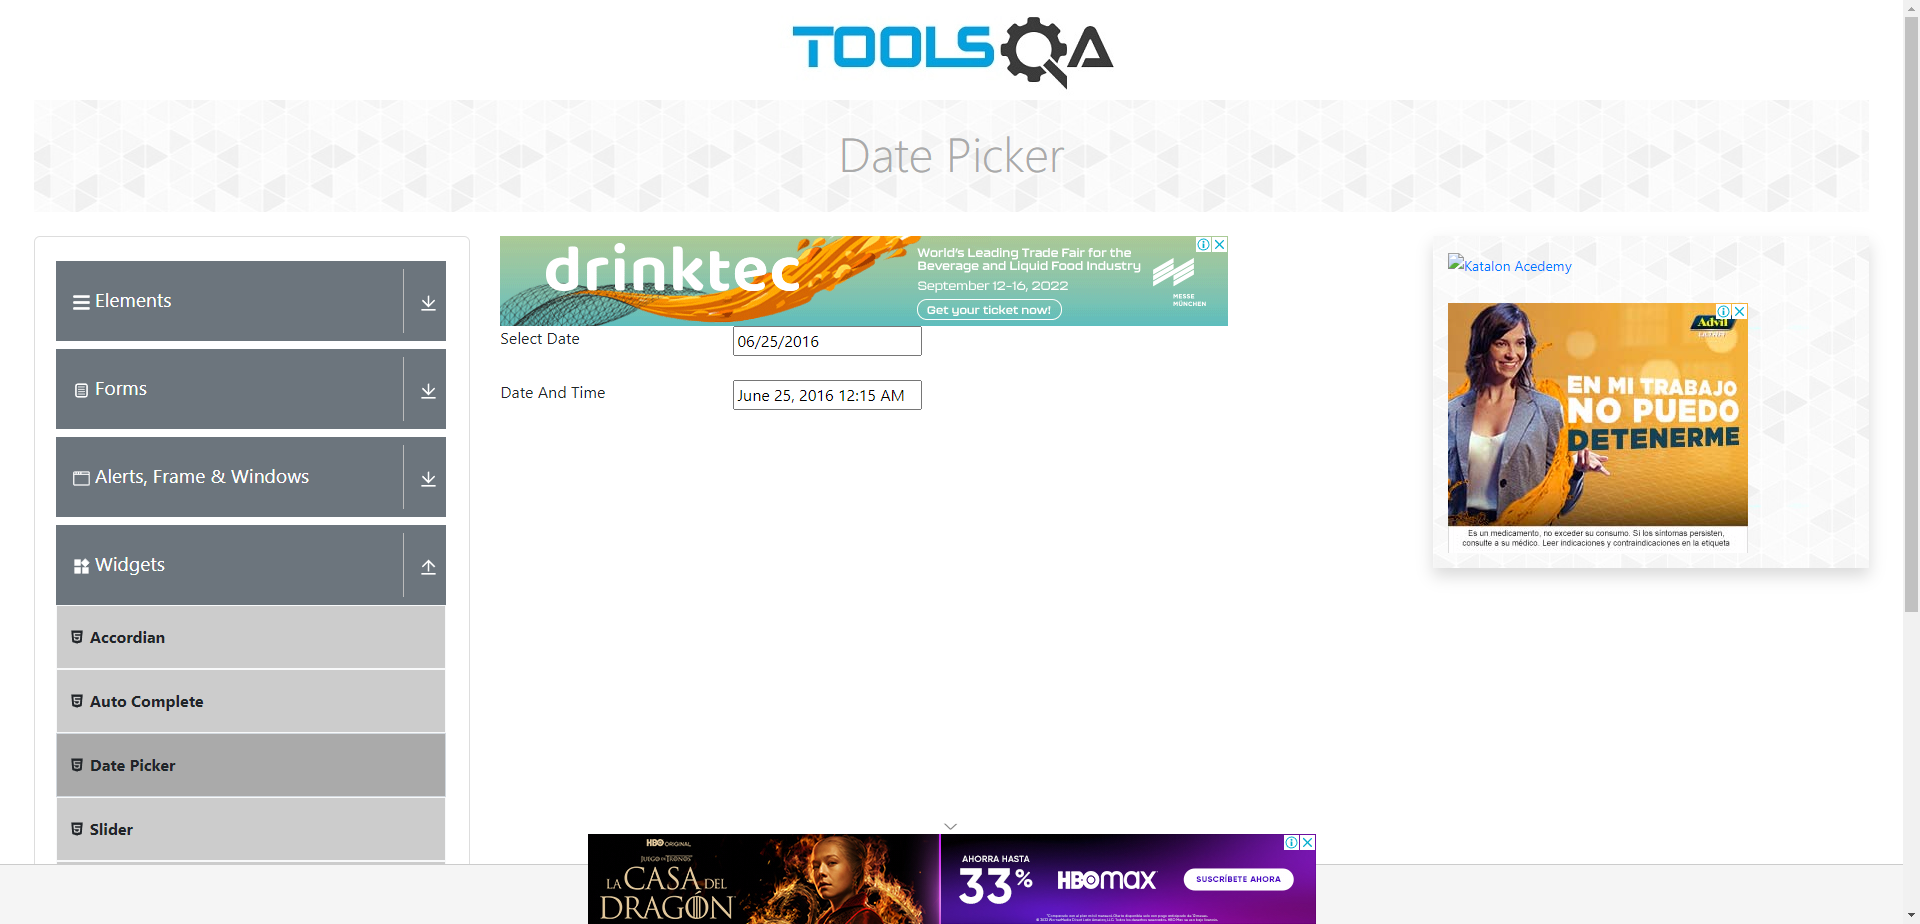 TOOLSQA
Date Picker
Elements
Forms
Alerts, Frame & Windows
Widgets
Accordian
Auto Complete
Date Picker
Slider
drinktec
World's Leading Trade Fair for the
Beverage and Liquid Food Industry
September 12-16, 2022
Get your ticket now!
MESSE
MÜNCHEN
Select Date
06/25/2016
Date And Time
June 25, 2016 12:15 AM
Katalon Acedemy
Advil
EN MI TRABAJO
NO PUEDO
DETENERME
Es un medicamento, no exceder su consumo. Si los síntomas persisten,
consulte a su médico. Leer indicaciones y contraindicaciones en la etiqueta
HBO ORIGINAL
JUEGO DE TRONOS
LA CASA DEL
DRAGÓN
AHORRA HASTA
33%
HBOMAX
SUSCRÍBETE AHORA